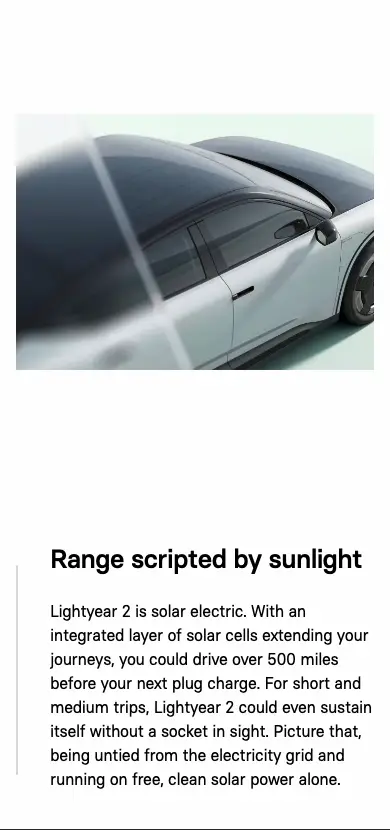 Range scripted by sunlight
Lightyear 2 is solar electric. With an
integrated layer of solar cells extending your
journeys, you could drive over 500 miles
before your next plug charge. For short and
medium trips, Lightyear 2 could even sustain
itself without a socket in sight. Picture that,
being untied from the electricity grid and
running on free, clean solar power alone.